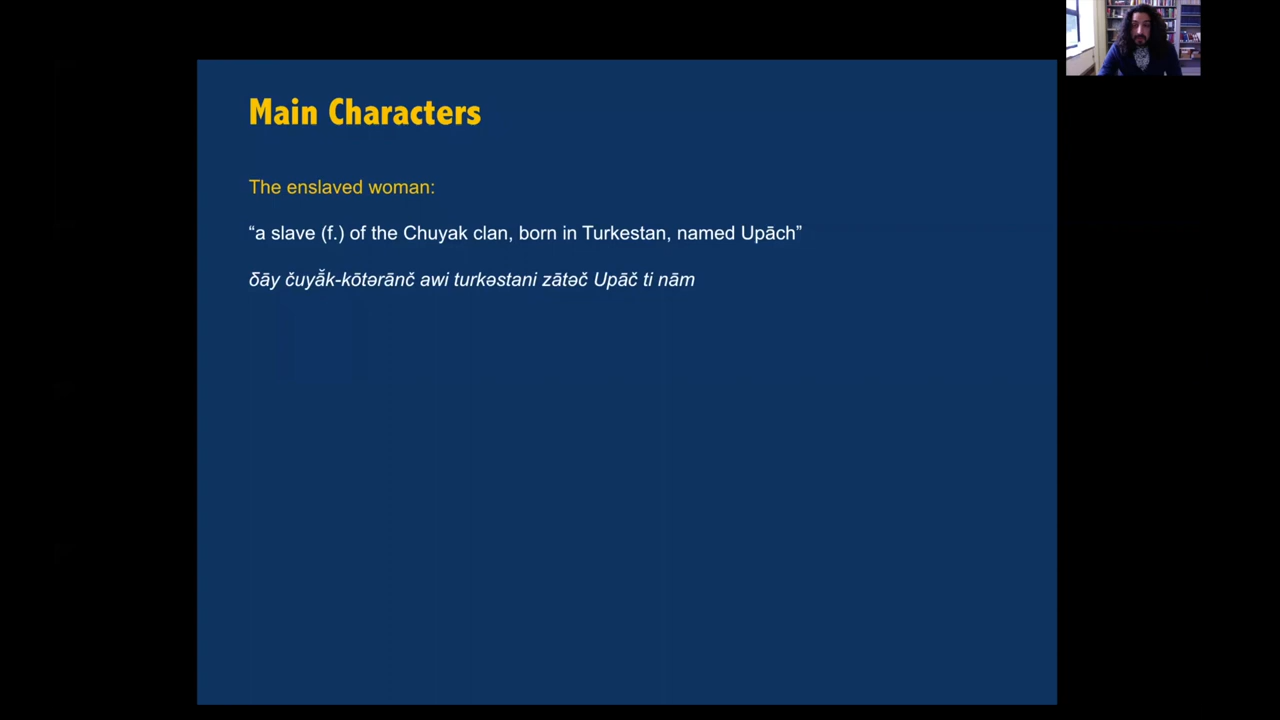 Main Characters
The enslaved woman:
“a slave (f.) of the Chuyak clan, born in Turkestan, named Upāch”
δāy čuyǎ̄k-kōtərānč awi turkəstani zātəč Upāč ti nām